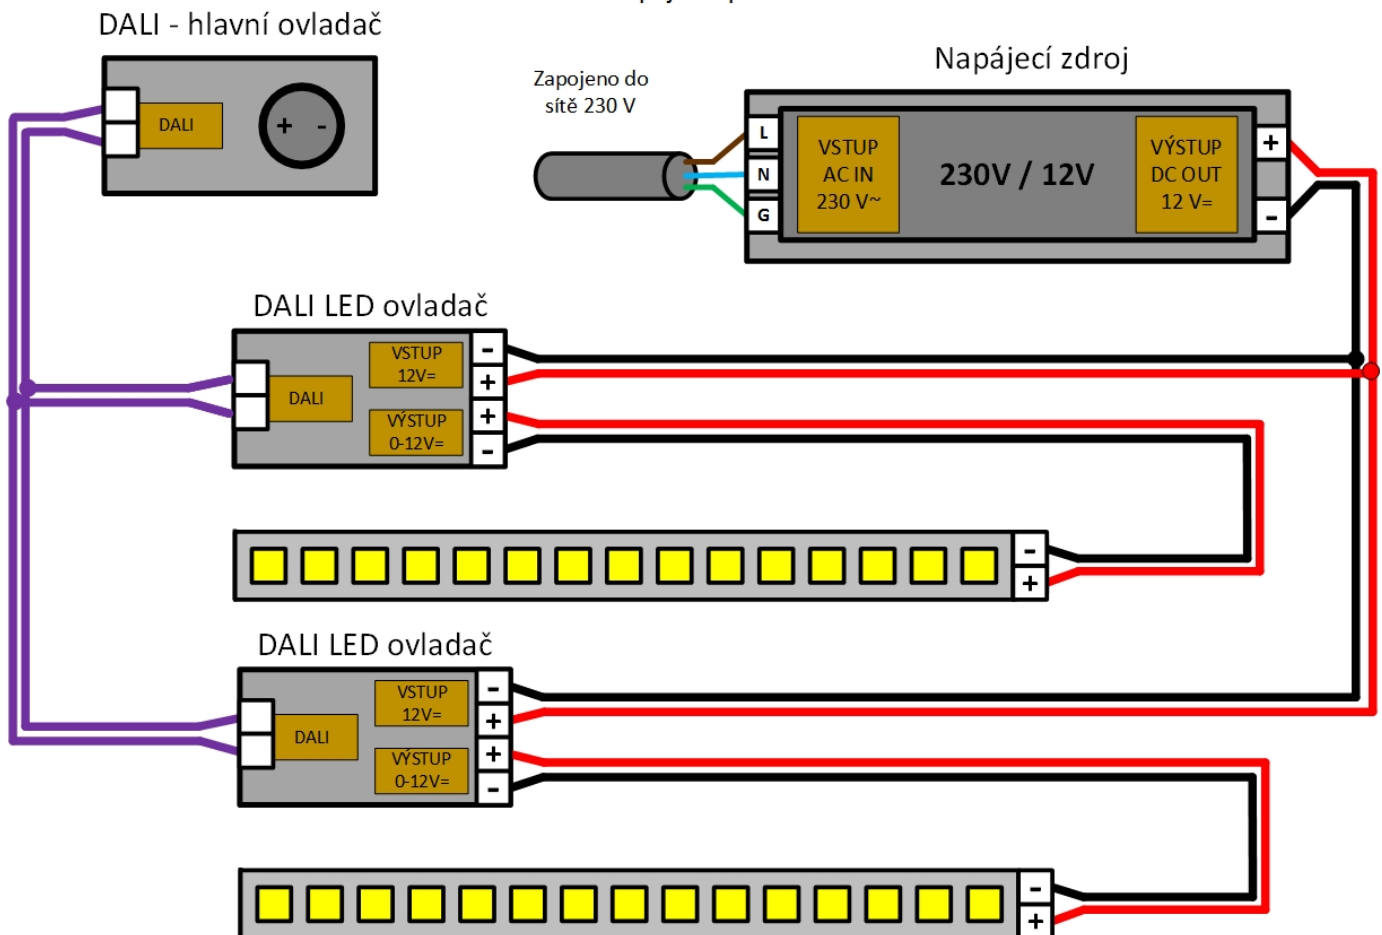 DALI - hlavní ovladač
DALI
+ -
Zapojeno do
sítě 230 V
Napájecí zdroj
L
N
G
VSTUP
AC IN
230 V~
230V / 12V
VÝSTUP
DC OUT
12 V=
+
-
DALI LED ovladač
DALI
VSTUP
12V=
VÝSTUP
0-12V=
-
+
+
-
-
+
DALI LED ovladač
DALI
VSTUP
12V=
VÝSTUP
0-12V=
-
+
+
-
-
+